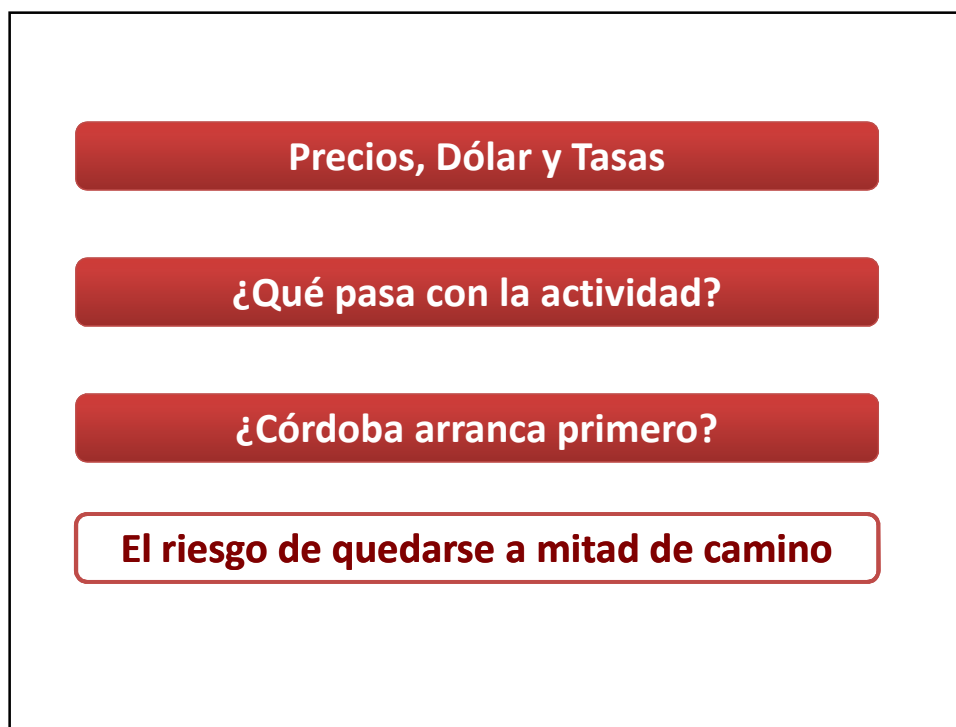 Precios, Dólar y Tasas
¿Qué pasa con la actividad?
¿Córdoba arranca primero?
El riesgo de quedarse a mitad de camino